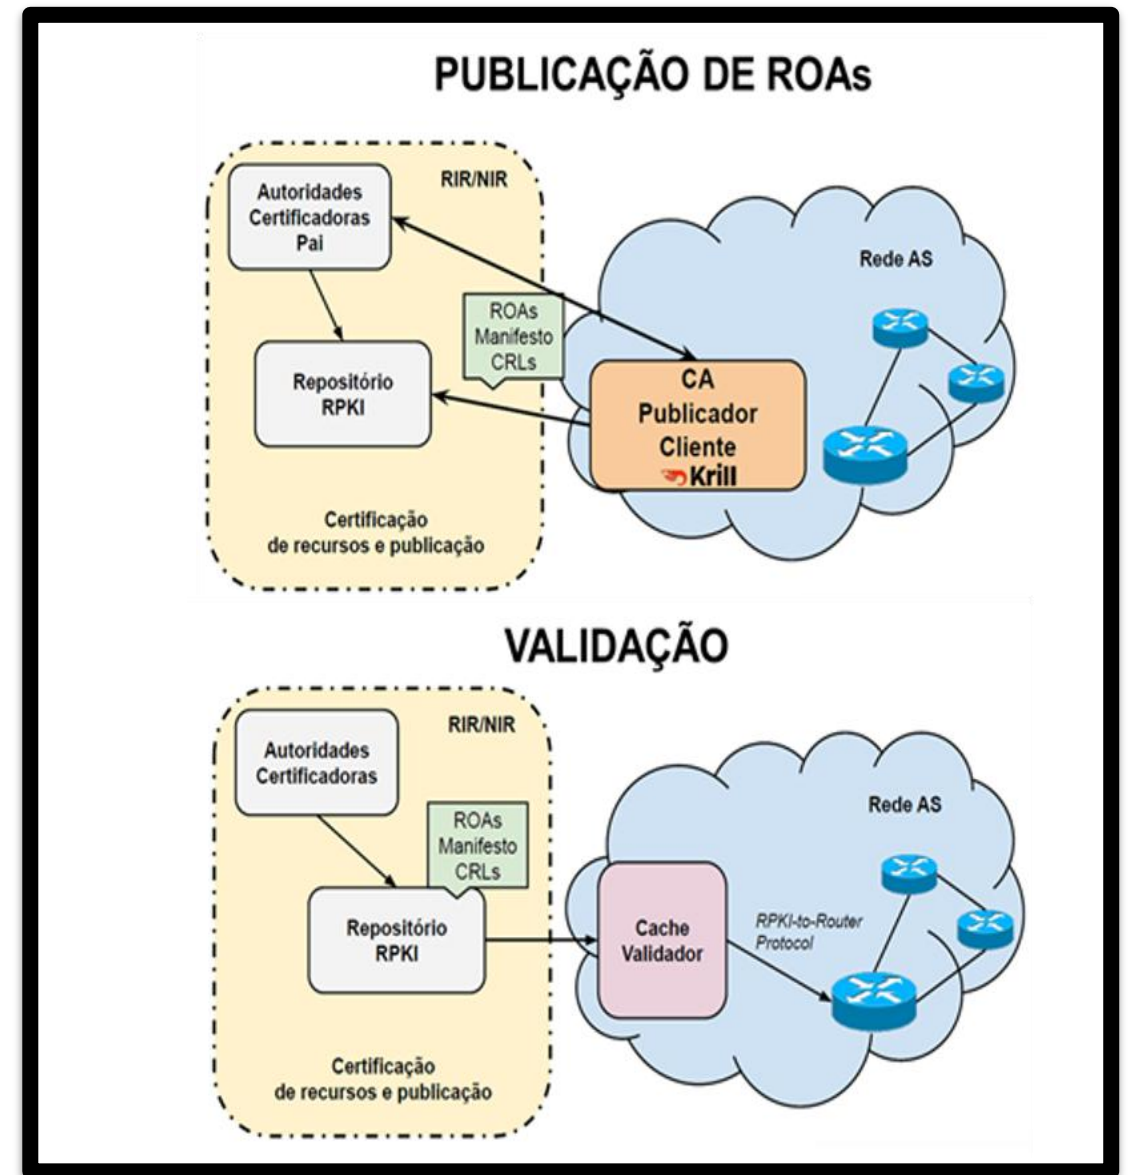 PUBLICAÇÃO DE ROAs
RIR/NIR
Autoridades
Certificadoras
Pai
Rede AS
ROAs
Manifesto
CRLs
Repositório
RPKI
CA
Publicador
Cliente
Krill
Certificação
de recursos e publicação
VALIDAÇÃO
RIR/NIR
Autoridades
Certificadoras
Rede AS
ROAs
Manifesto
CRLs
Repositório
RPKI
Cache
Validador
RPKI-to-Router
Protocol
Certificação
de recursos e publicação